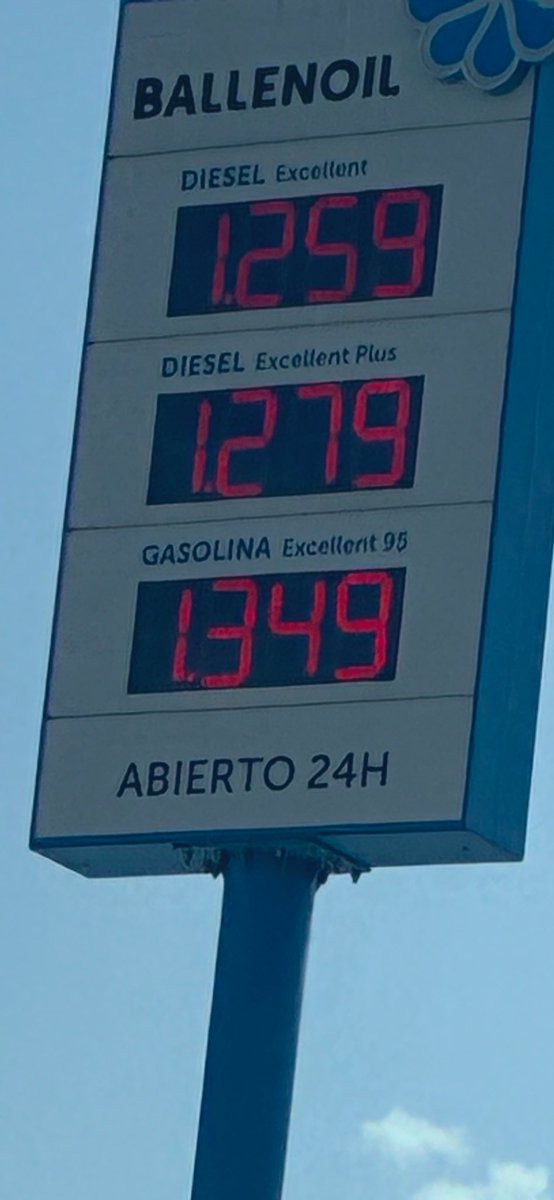 BALLENOIL
DIESEL Excellent
1.259
DIESEL Excellent Plus
1.279
GASOLINA Excellent 95
1.349
ABIERTO 24H